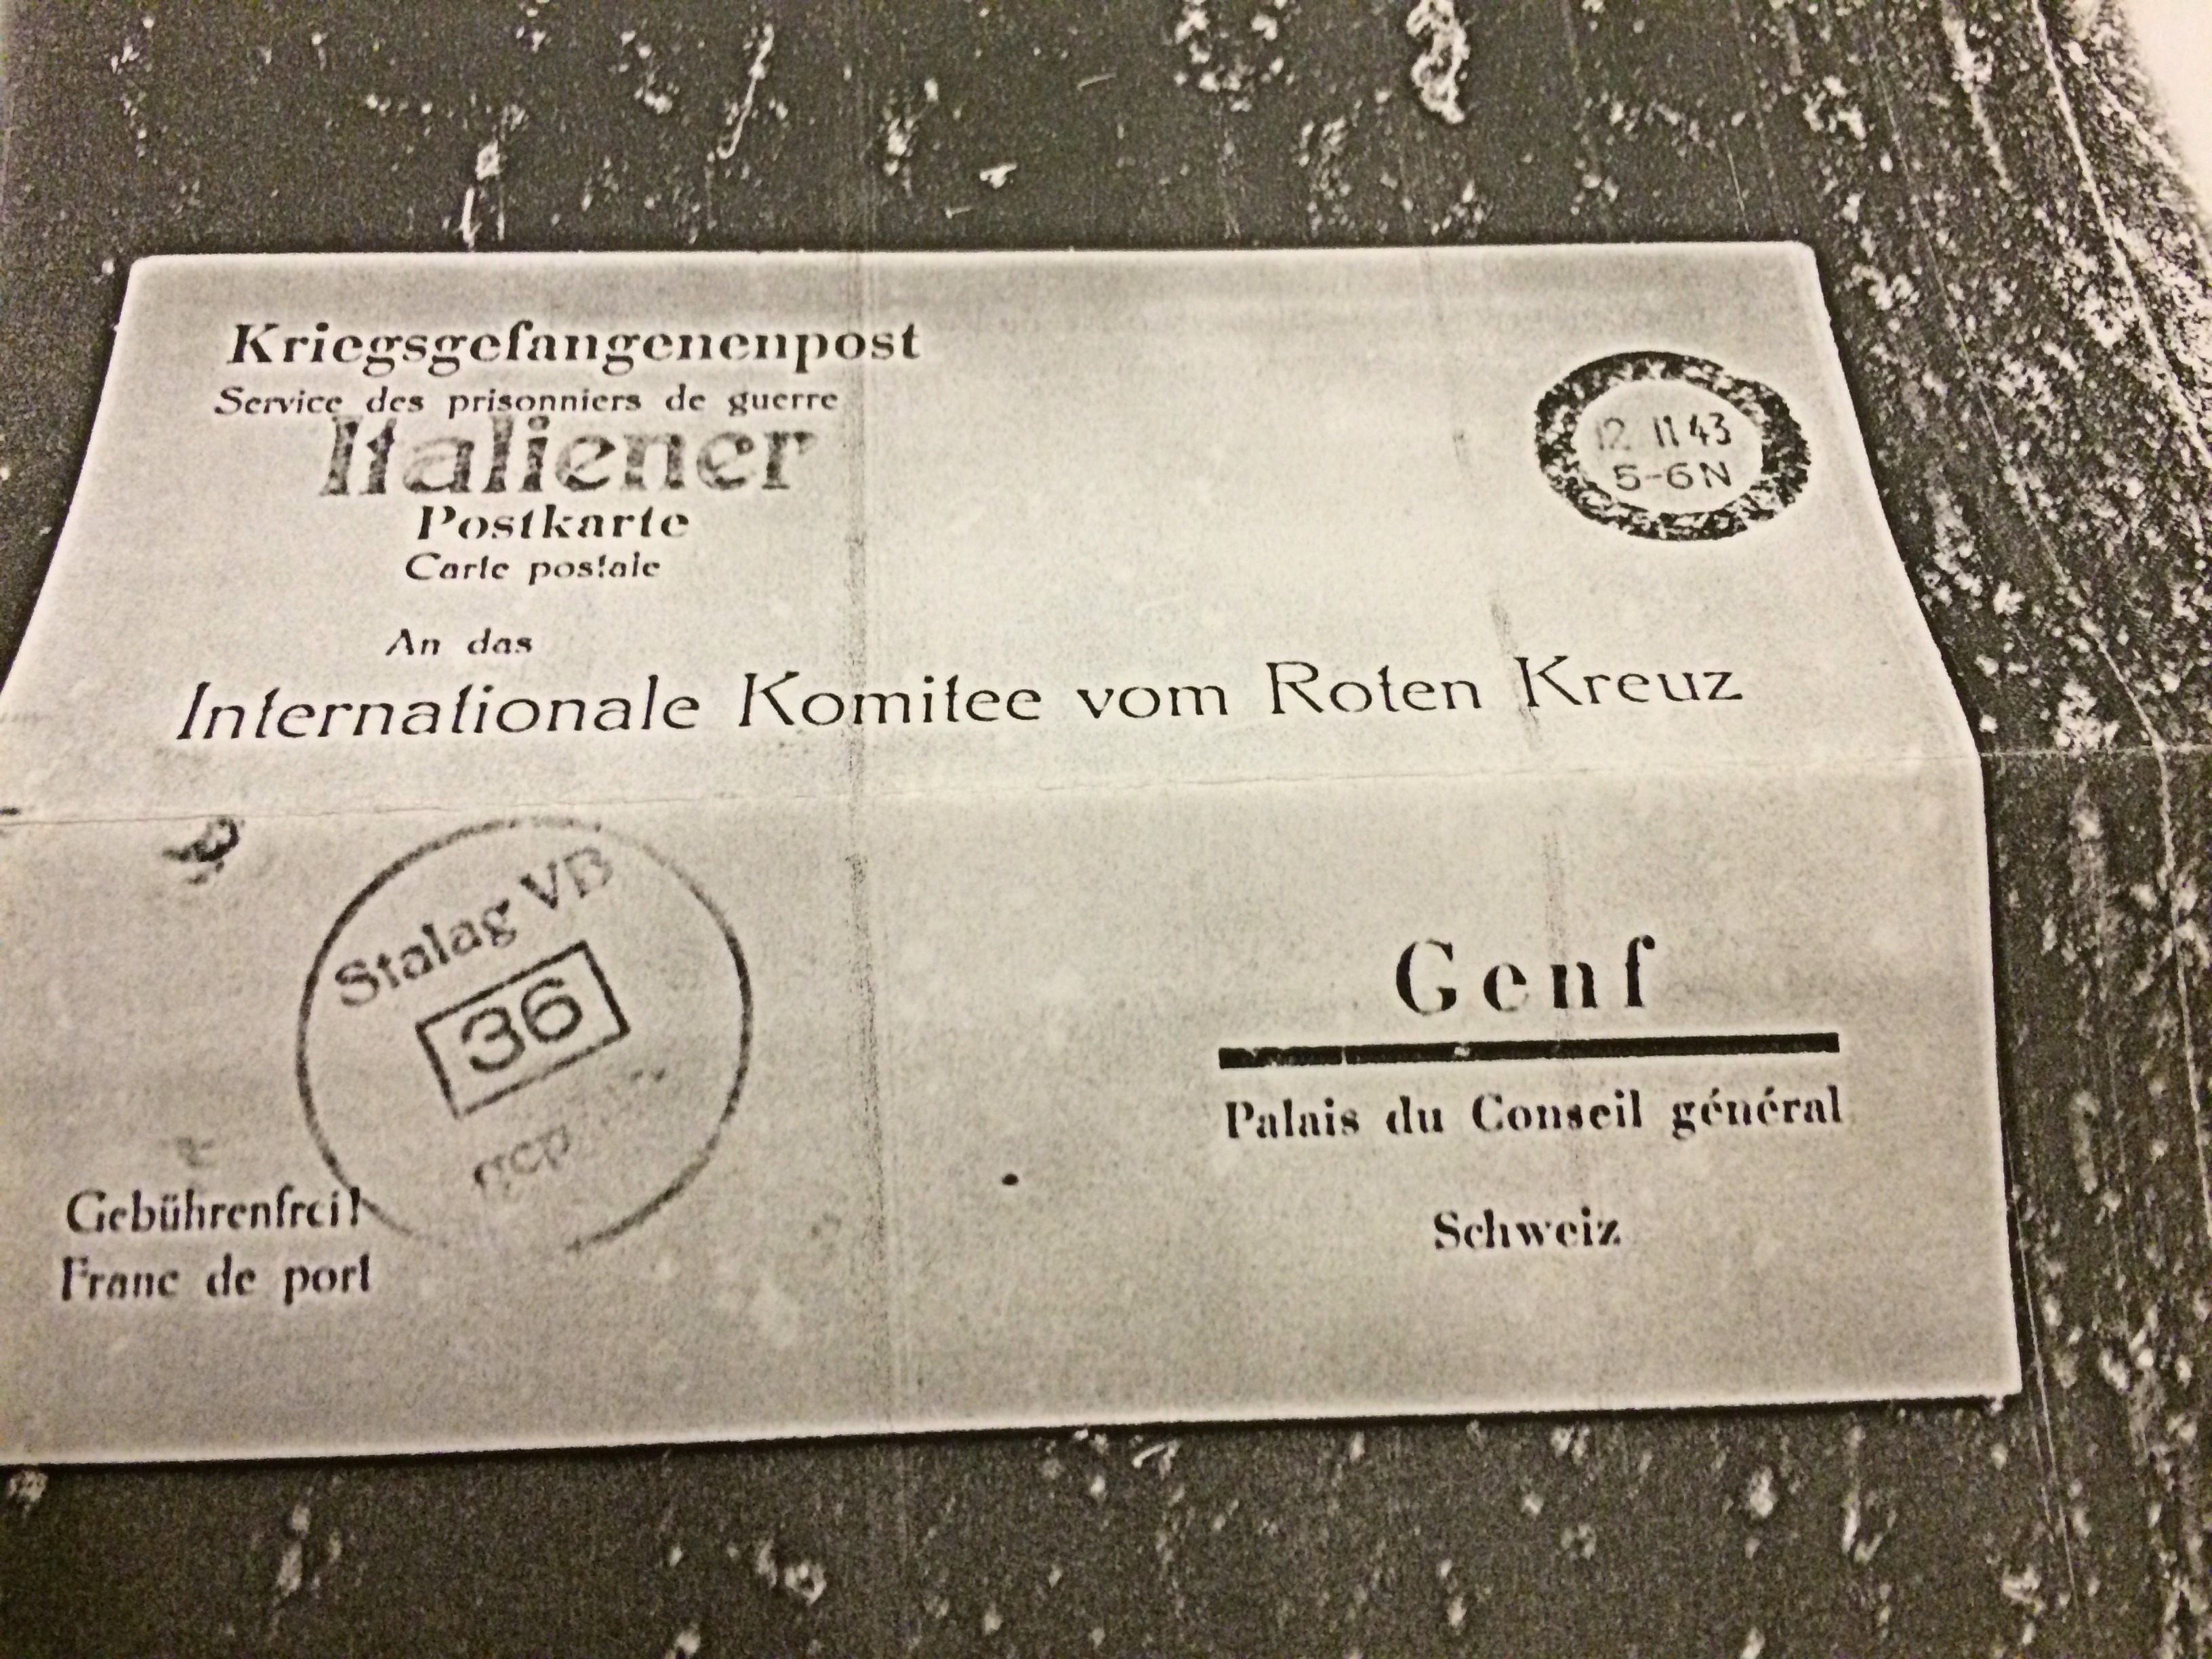 Kriegsgefangenenpost
Service des prisonniers de guerre
Italiener
Postkarte
Carte postale
12 11 43
5-6N
An das
Internationale Komitee vom Roten Kreuz
Stalag VB
36
Genf
Palais du Conseil général
Schweiz
Gebührenfrei!
Franc de port